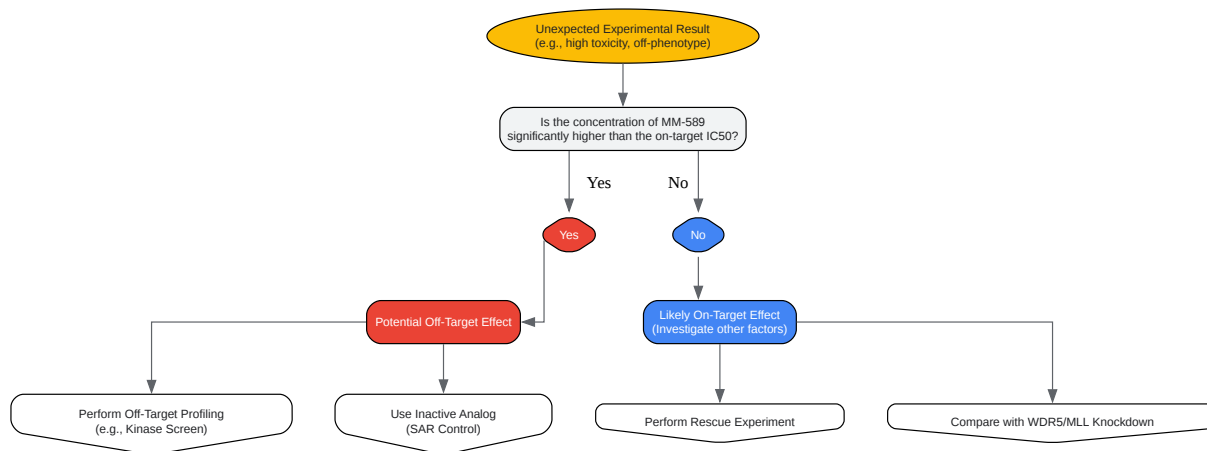 Unexpected Experimental Result
(e.g., high toxicity, off-phenotype)
Is the concentration of MM-589
significantly higher than the on-target IC50?
Yes
No
Yes
No
Potential Off-Target Effect
Likely On-Target Effect
(Investigate other factors)
Perform Off-Target Profiling
(e.g., Kinase Screen)
Use Inactive Analog
(SAR Control)
Perform Rescue Experiment
Compare with WDR5/MLL Knockdown